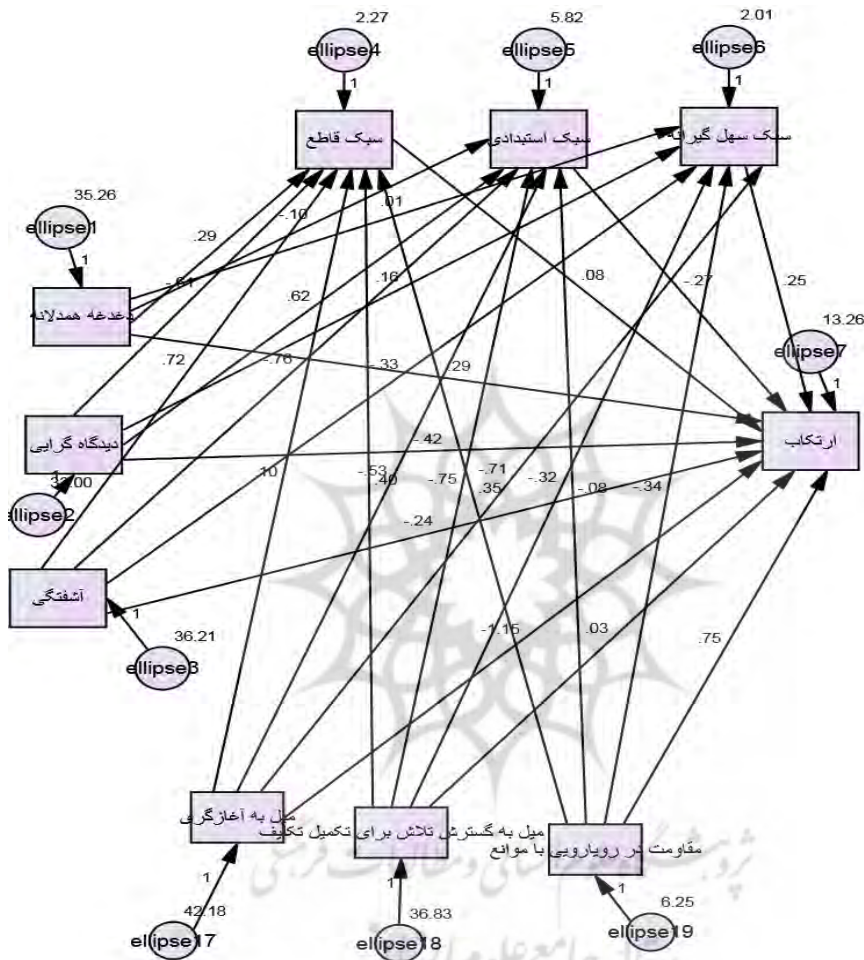 2.27
5.82
2.01
ellipse4
ellipse5
ellipse6
1
1
1
سبک قاطع
سبک استبدادی
سبک سهل گیرانه
35.26
ellipse1
1
.29
-.10
.01
دغدغه همدلانه
-.61
.62
.16
.08
-.27
.25
13.26
ellipse7
1
.72
-.76
-.33
.29
دیدگاه گرایی
-.42
ارتکاب
1
33.00
ellipse2
.10
-.53
.40
-.75
-.71
.35
-.32
-.08
-.34
-.24
آشفتگی
1
36.21
ellipse3
-1.15
.03
.75
میل به آغازگری
میل به گسترش تلاش برای تکمیل تکلیف
مقاومت در رویارویی با موانع
1
1
1
42.18
36.83
6.25
ellipse17
ellipse18
ellipse19